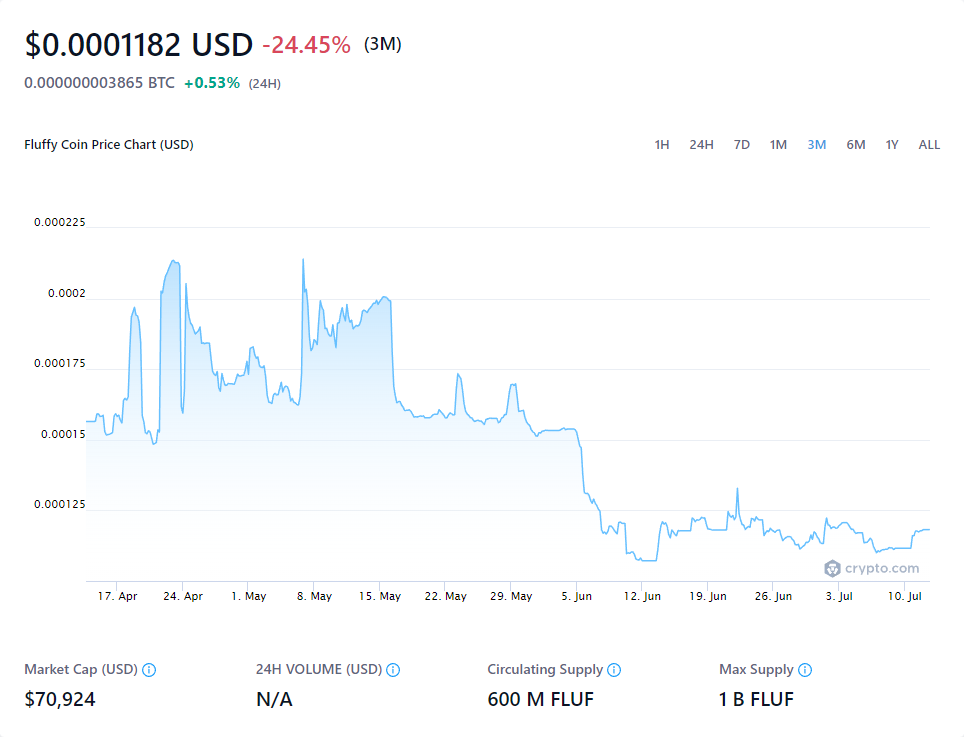 $0.0001182 USD -24.45% (3M)
0.000000003865 BTC +0.53% (24H)
Fluffy Coin Price Chart (USD)
1H 24H 7D 1M 3M 6M 1Y ALL
0.000225
0.0002
0.000175
0.00015
0.000125
crypto.com
17. Apr 24. Apr 1. May 8. May 15. May 22. May 29. May 5. Jun 12. Jun 19. Jun 26. Jun 3. Jul 10. Jul
Market Cap (USD) 24H VOLUME (USD) Circulating Supply Max Supply
$70,924 N/A 600 M FLUF 1 B FLUF